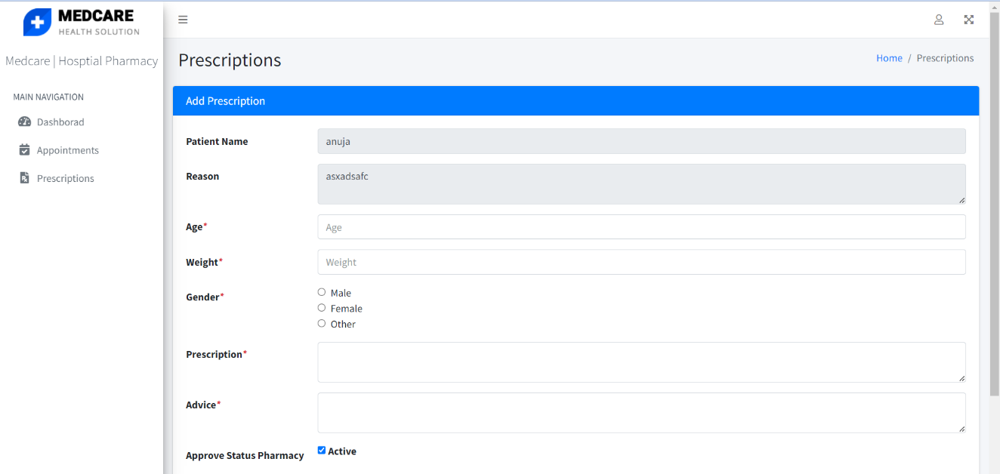 MEDCARE
HEALTH SOLUTION
Medcare | Hosptial Pharmacy
MAIN NAVIGATION
Dashborad
Appointments
Prescriptions
Prescriptions
Home / Prescriptions
Add Prescription
Patient Name anuja
Reason asxadsafc
Age* Age
Weight* Weight
Gender* Male
Female
Other
Prescription*
Advice*
Approve Status Pharmacy Active